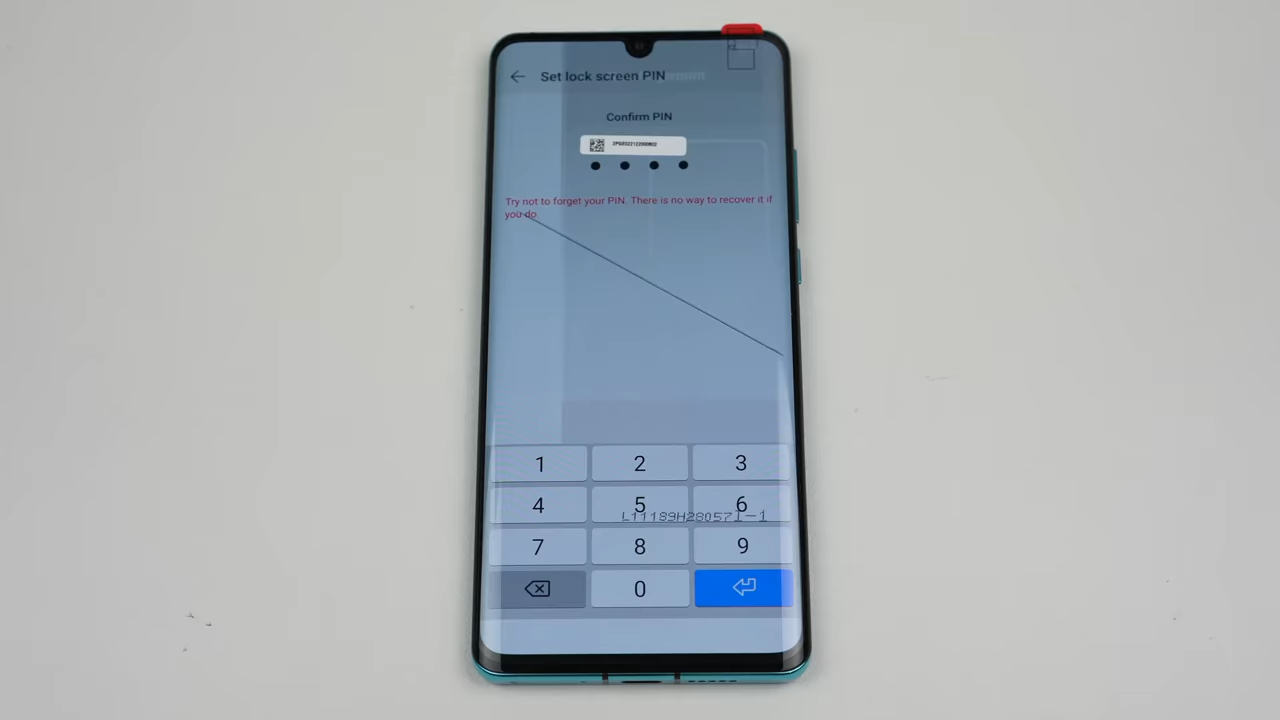 Set lock screen PIN
Confirm PIN
Try not to forget your PIN. There is no way to recover it if
you do.
1 2 3
4 5 6
L11189H280571-1
7 8 9
0